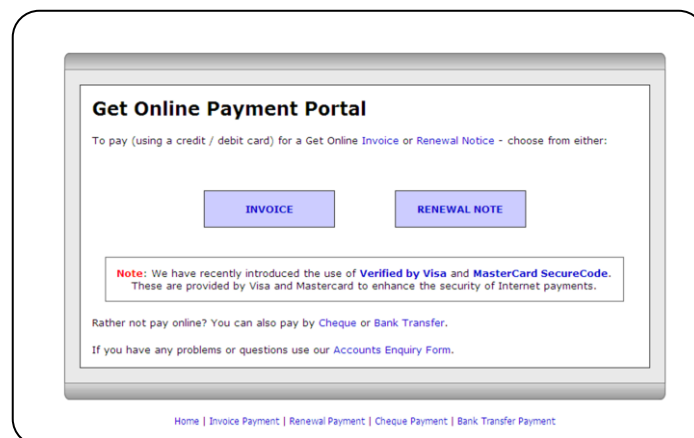 Get Online Payment Portal
To pay (using a credit / debit card) for a Get Online Invoice or Renewal Notice - choose from either:
INVOICE
RENEWAL NOTE
Note: We have recently introduced the use of Verified by Visa and MasterCard SecureCode.
These are provided by Visa and Mastercard to enhance the security of Internet payments.
Rather not pay online? You can also pay by Cheque or Bank Transfer.
If you have any problems or questions use our Accounts Enquiry Form.
Home | Invoice Payment | Renewal Payment | Cheque Payment | Bank Transfer Payment